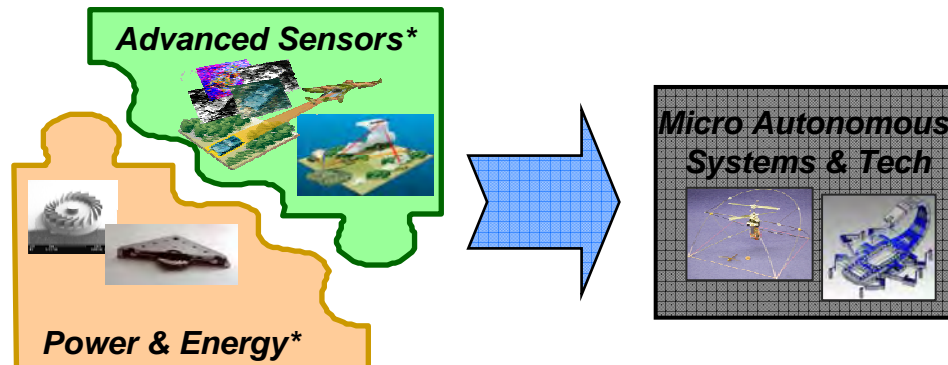 Advanced Sensors*
Micro Autonomous
Systems & Tech
Power & Energy*